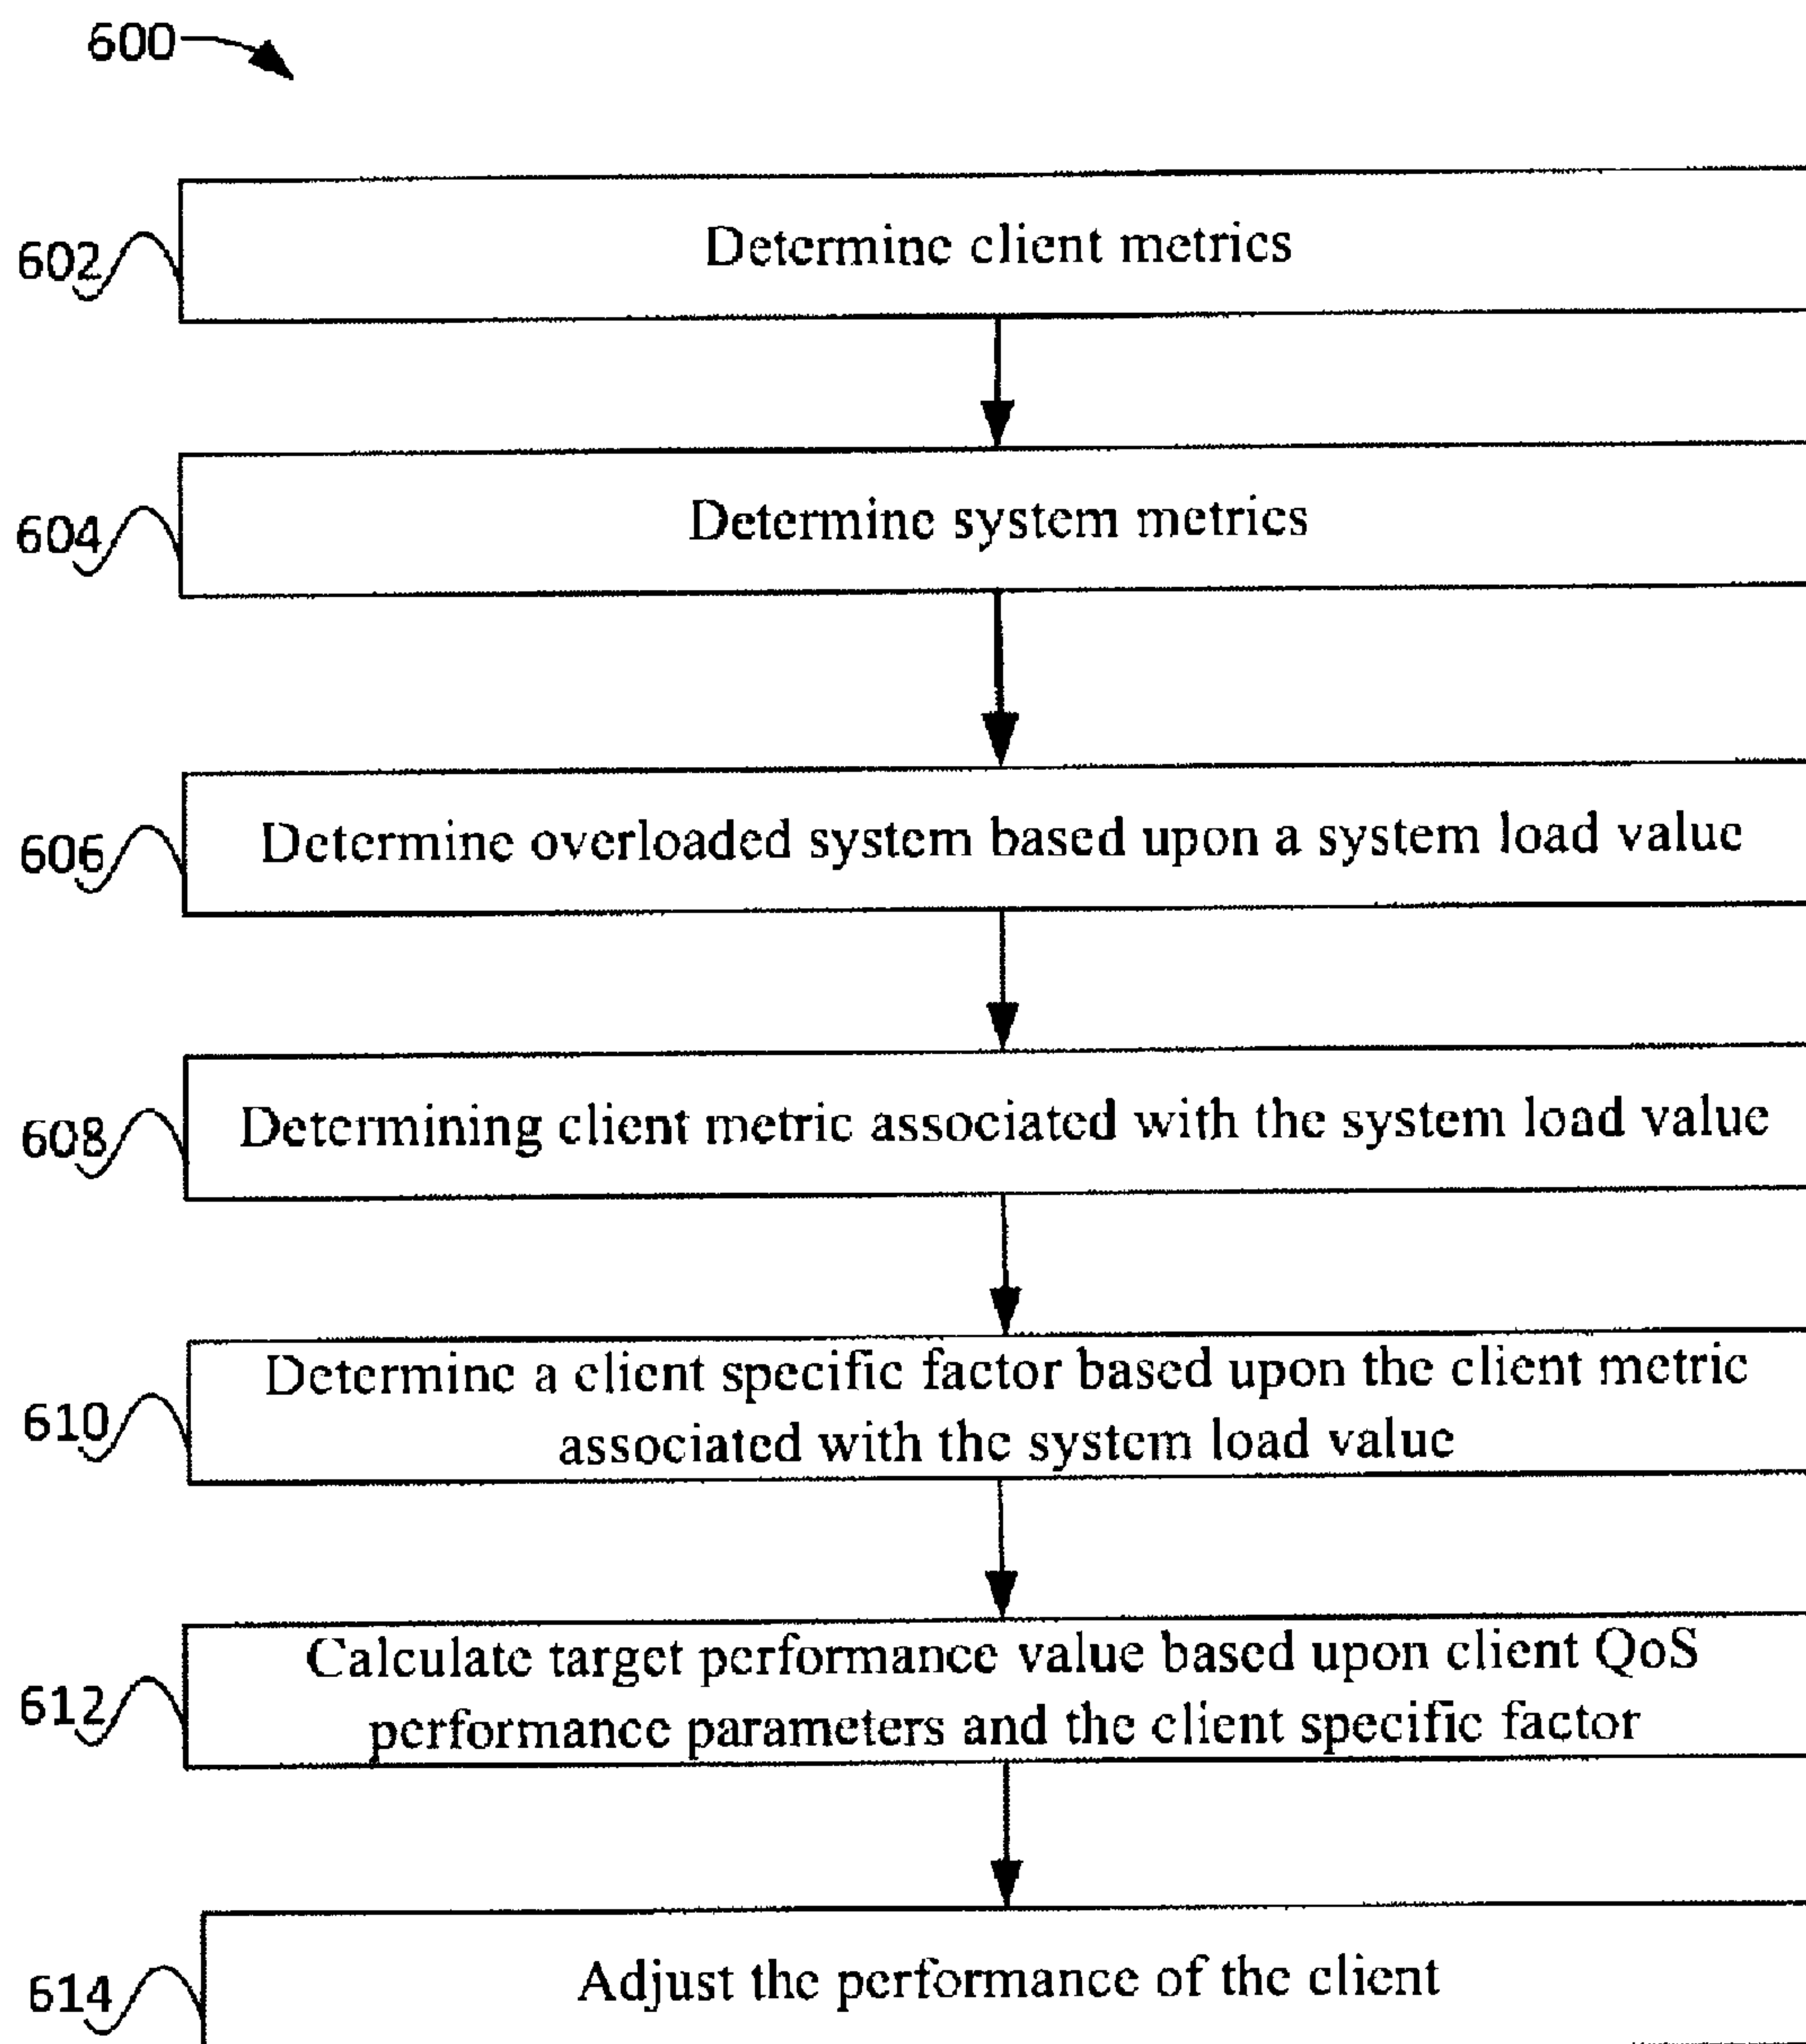 600
602
Determine client metrics
604
Determine system metrics
606
Determine overloaded system based upon a system load value
608
Determining client metric associated with the system load value
610
Determine a client specific factor based upon the client metric
associated with the system load value
612
Calculate target performance value based upon client QoS
performance parameters and the client specific factor
614
Adjust the performance of the client